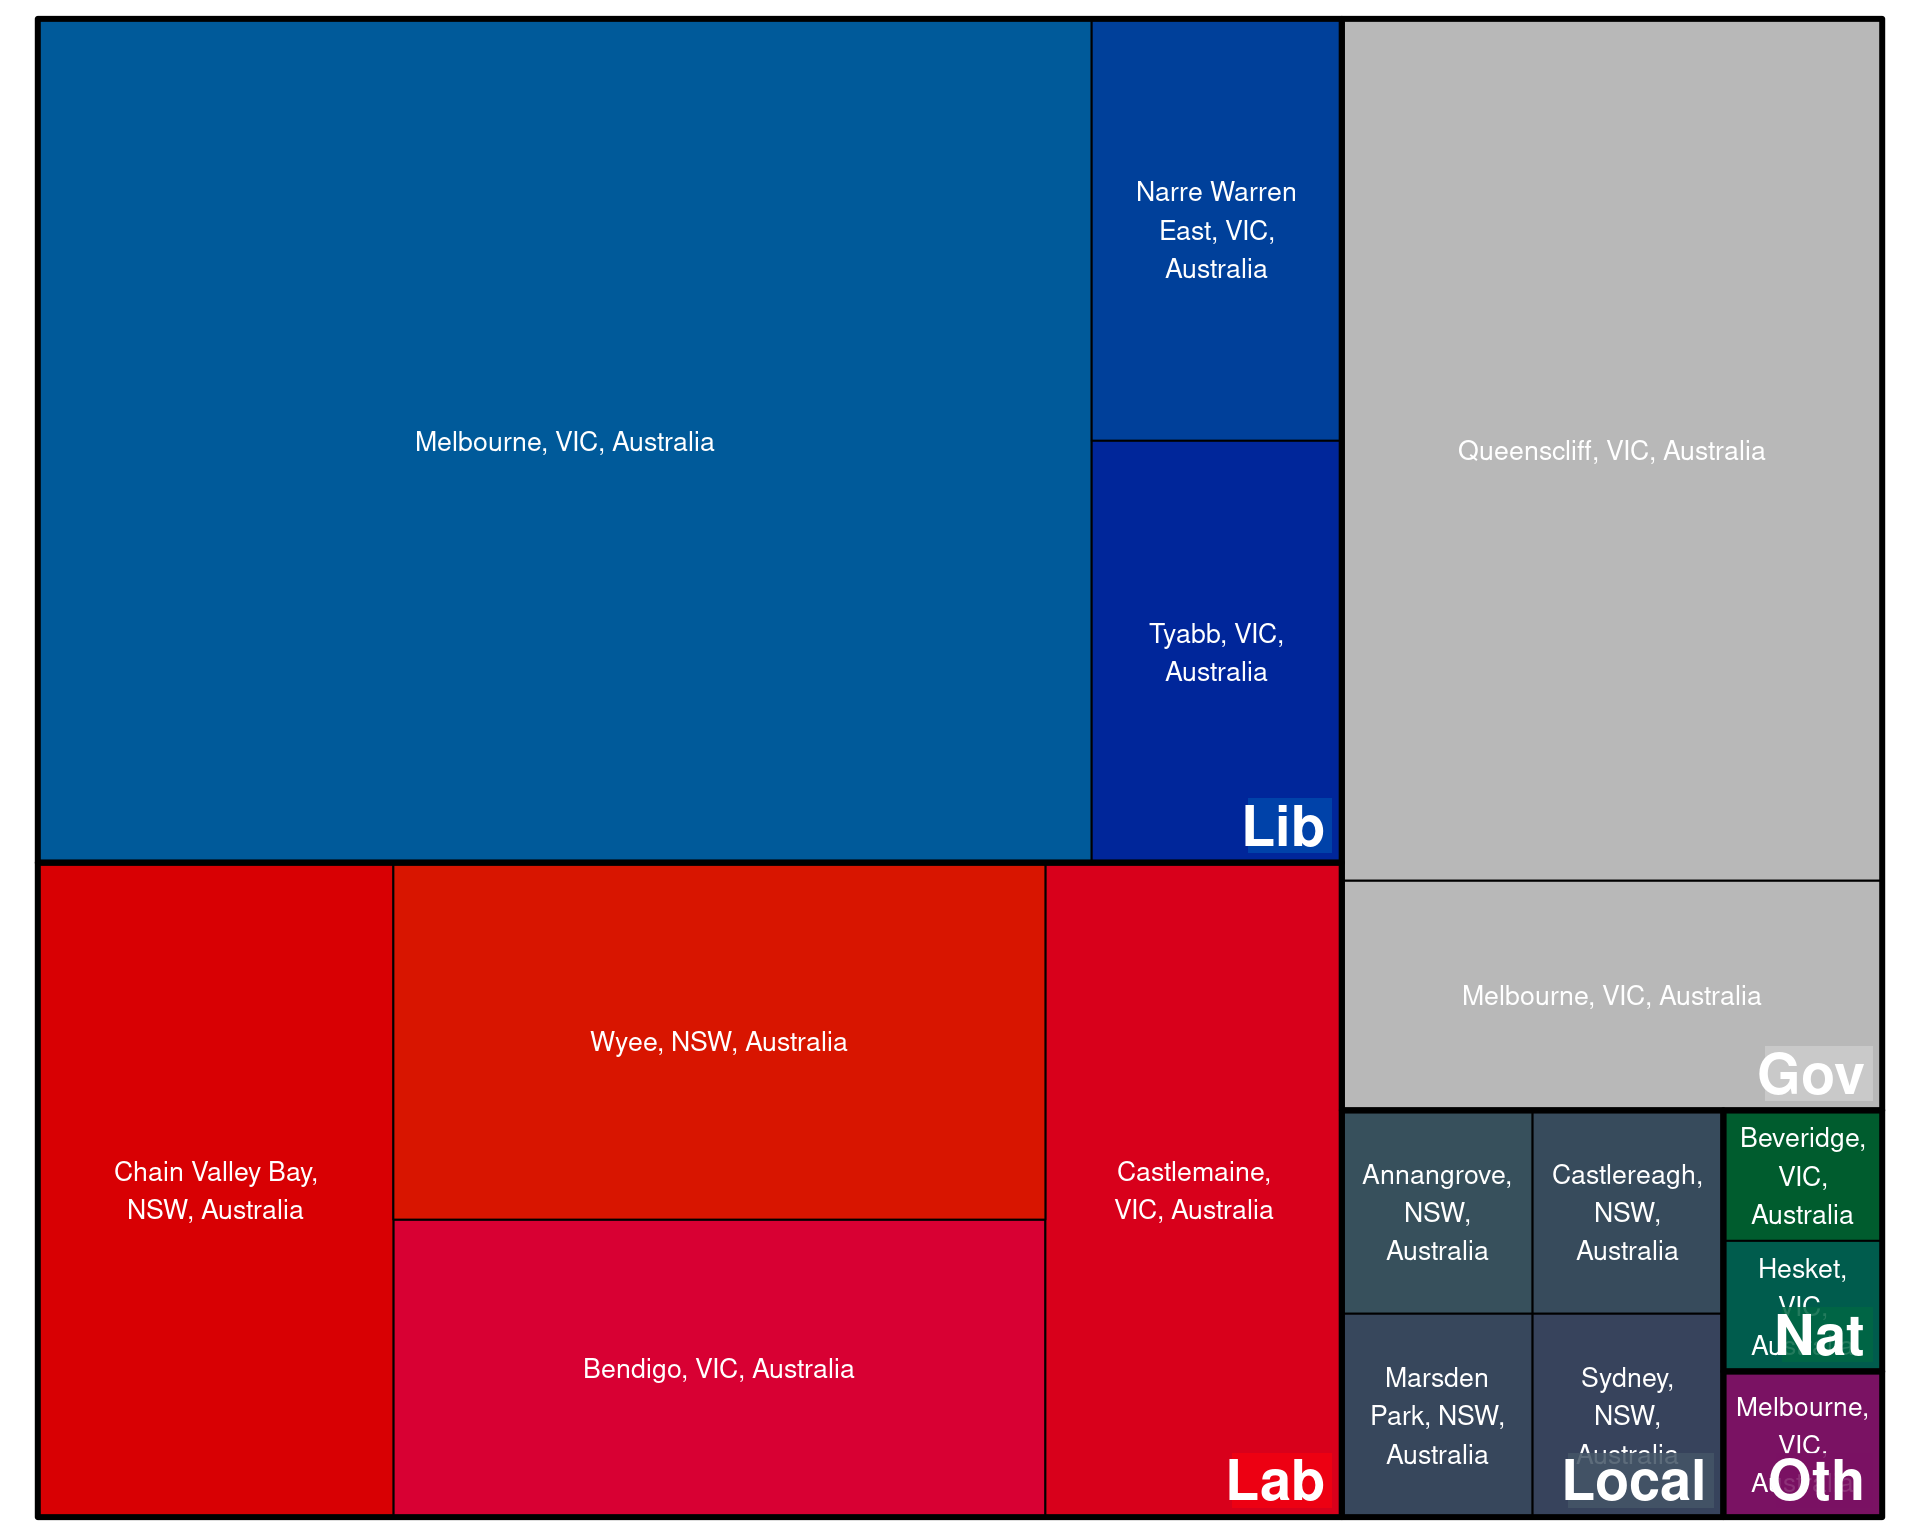 Melbourne, VIC, Australia
Narre Warren
East, VIC,
Australia
Tyabb, VIC,
Australia
Lib
Queenscliff, VIC, Australia
Melbourne, VIC, Australia
Gov
Chain Valley Bay,
NSW, Australia
Wyee, NSW, Australia
Bendigo, VIC, Australia
Castlemaine,
VIC, Australia
Lab
Annangrove,
NSW,
Australia
Castlereagh,
NSW,
Australia
Marsden
Park, NSW,
Australia
Sydney,
NSW,
Australia
Local
Beveridge,
VIC,
Australia
Hesket,
VIC,
Nat
Melbourne,
VIC,
Oth